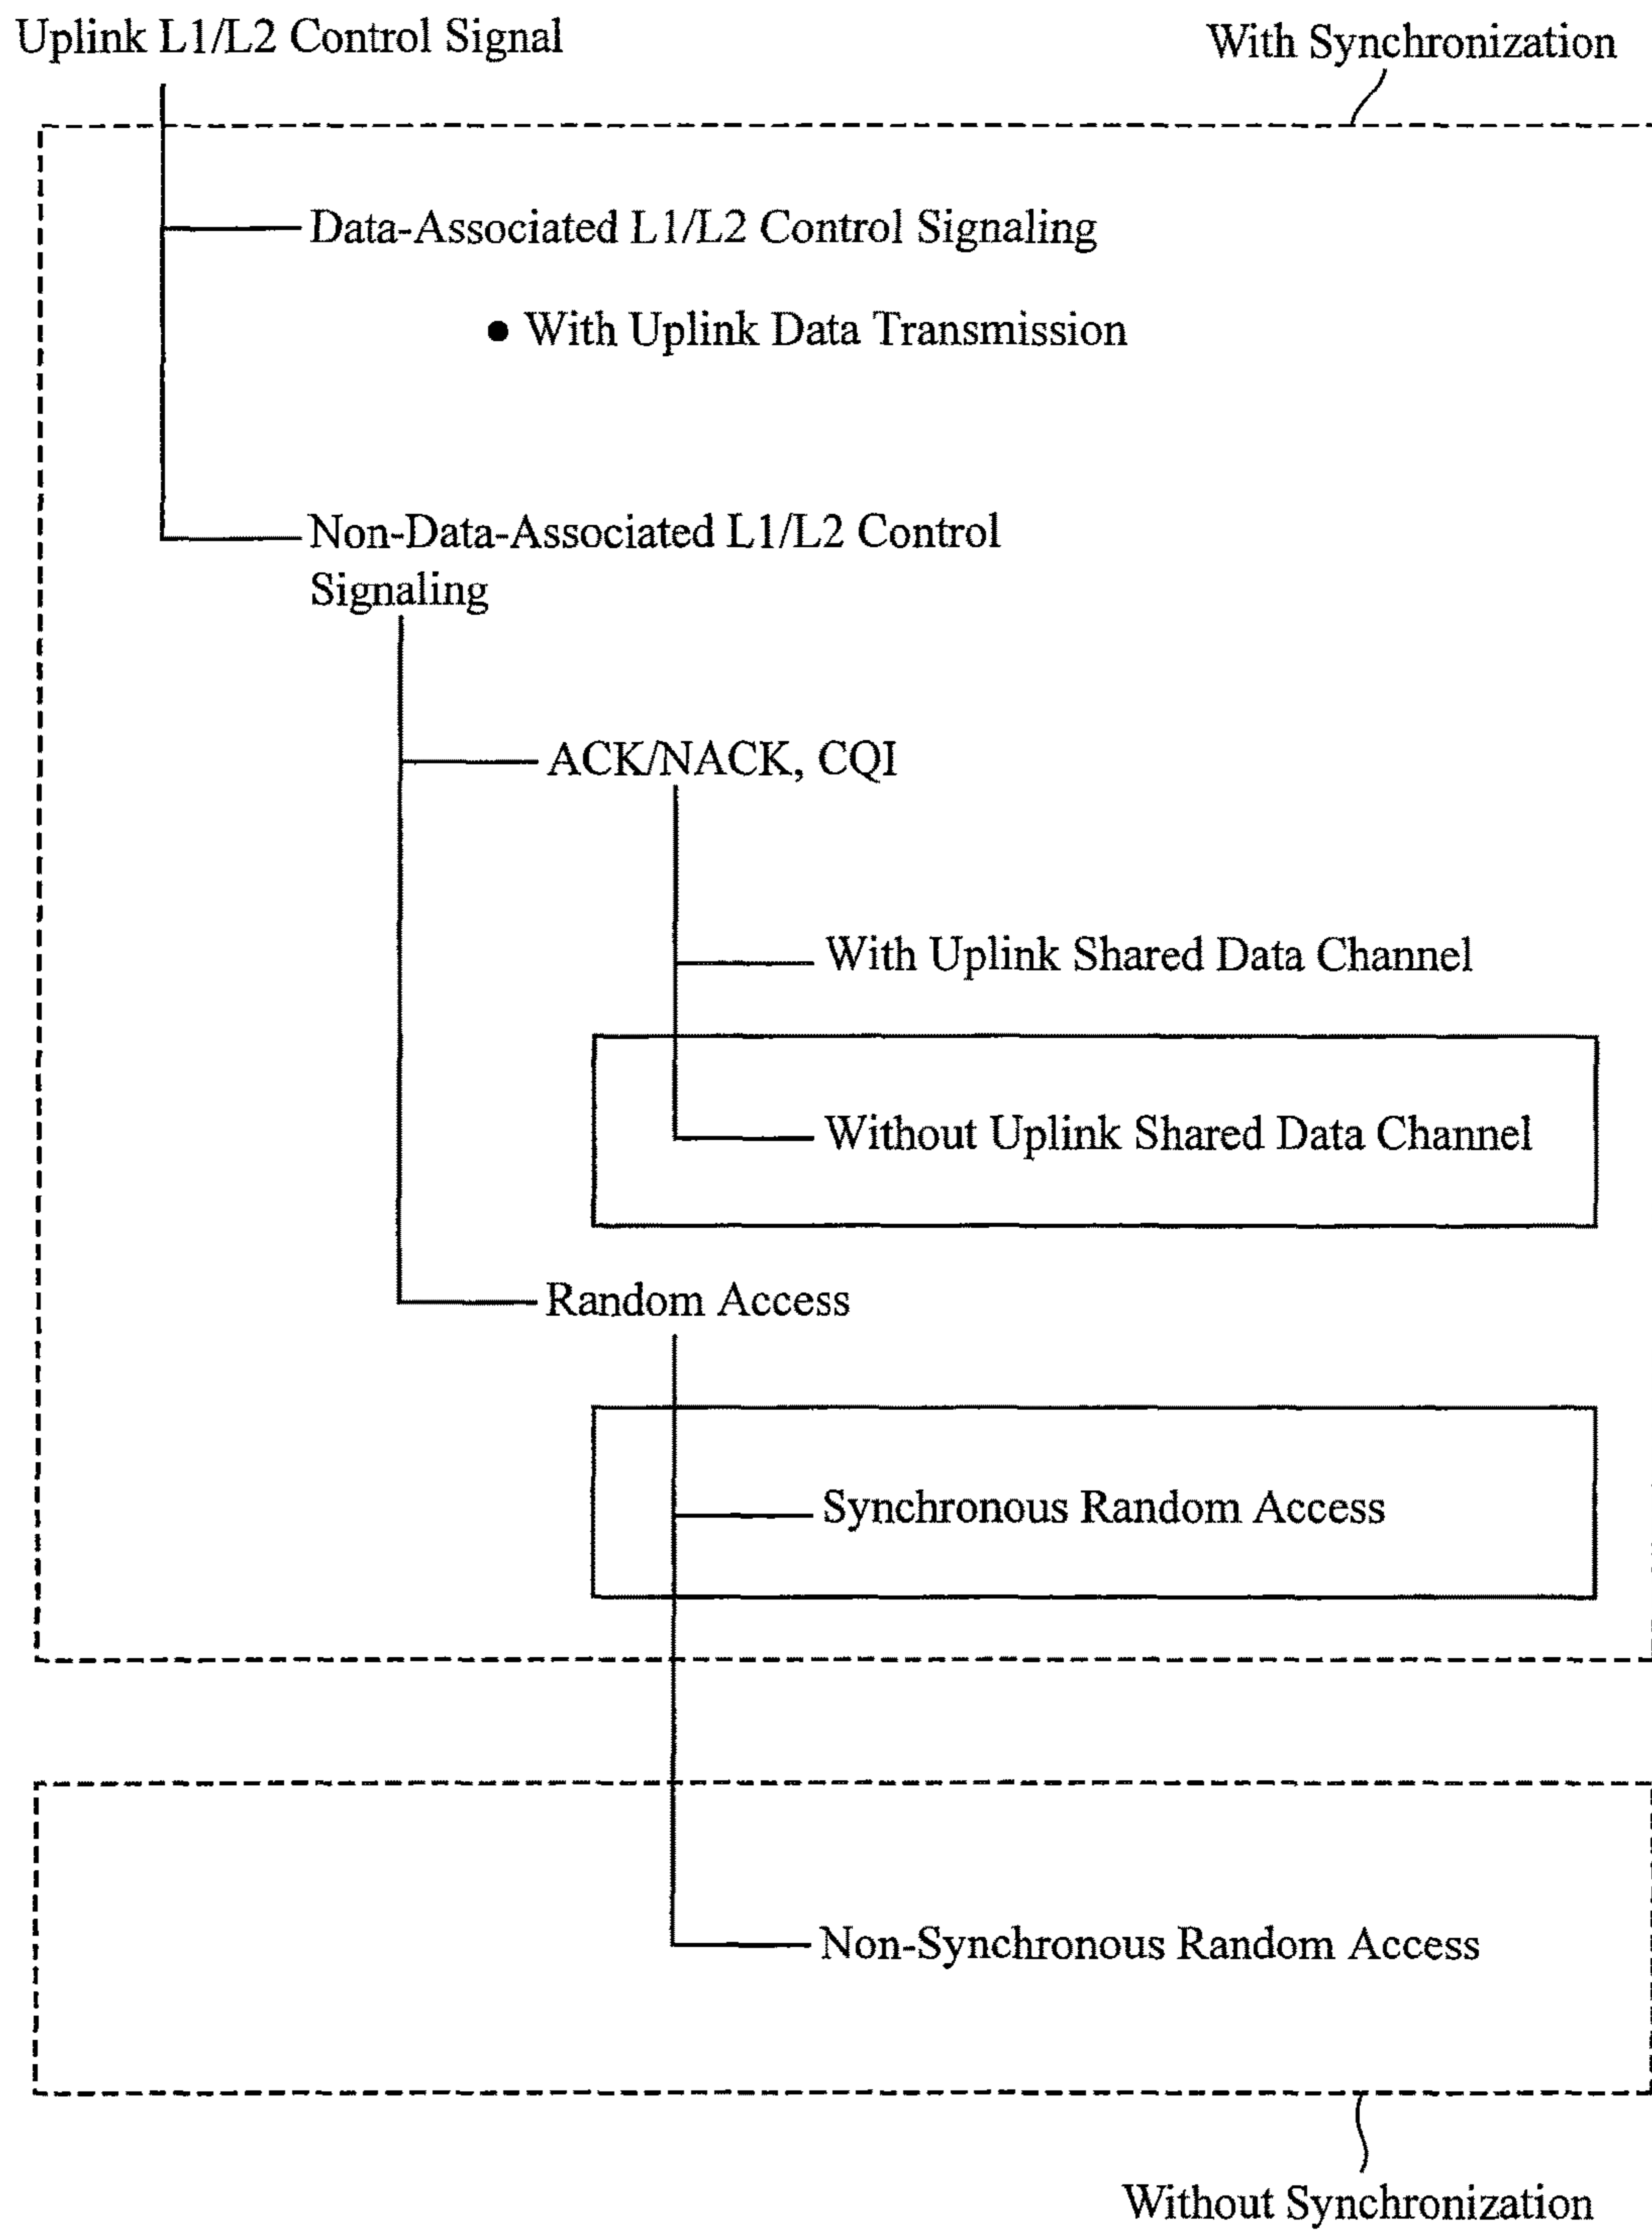 Uplink L1/L2 Control Signal
With Synchronization
Data-Associated L1/L2 Control Signaling
● With Uplink Data Transmission
Non-Data-Associated L1/L2 Control
Signaling
ACK/NACK, CQI
With Uplink Shared Data Channel
Without Uplink Shared Data Channel
Random Access
Synchronous Random Access
Non-Synchronous Random Access
Without Synchronization